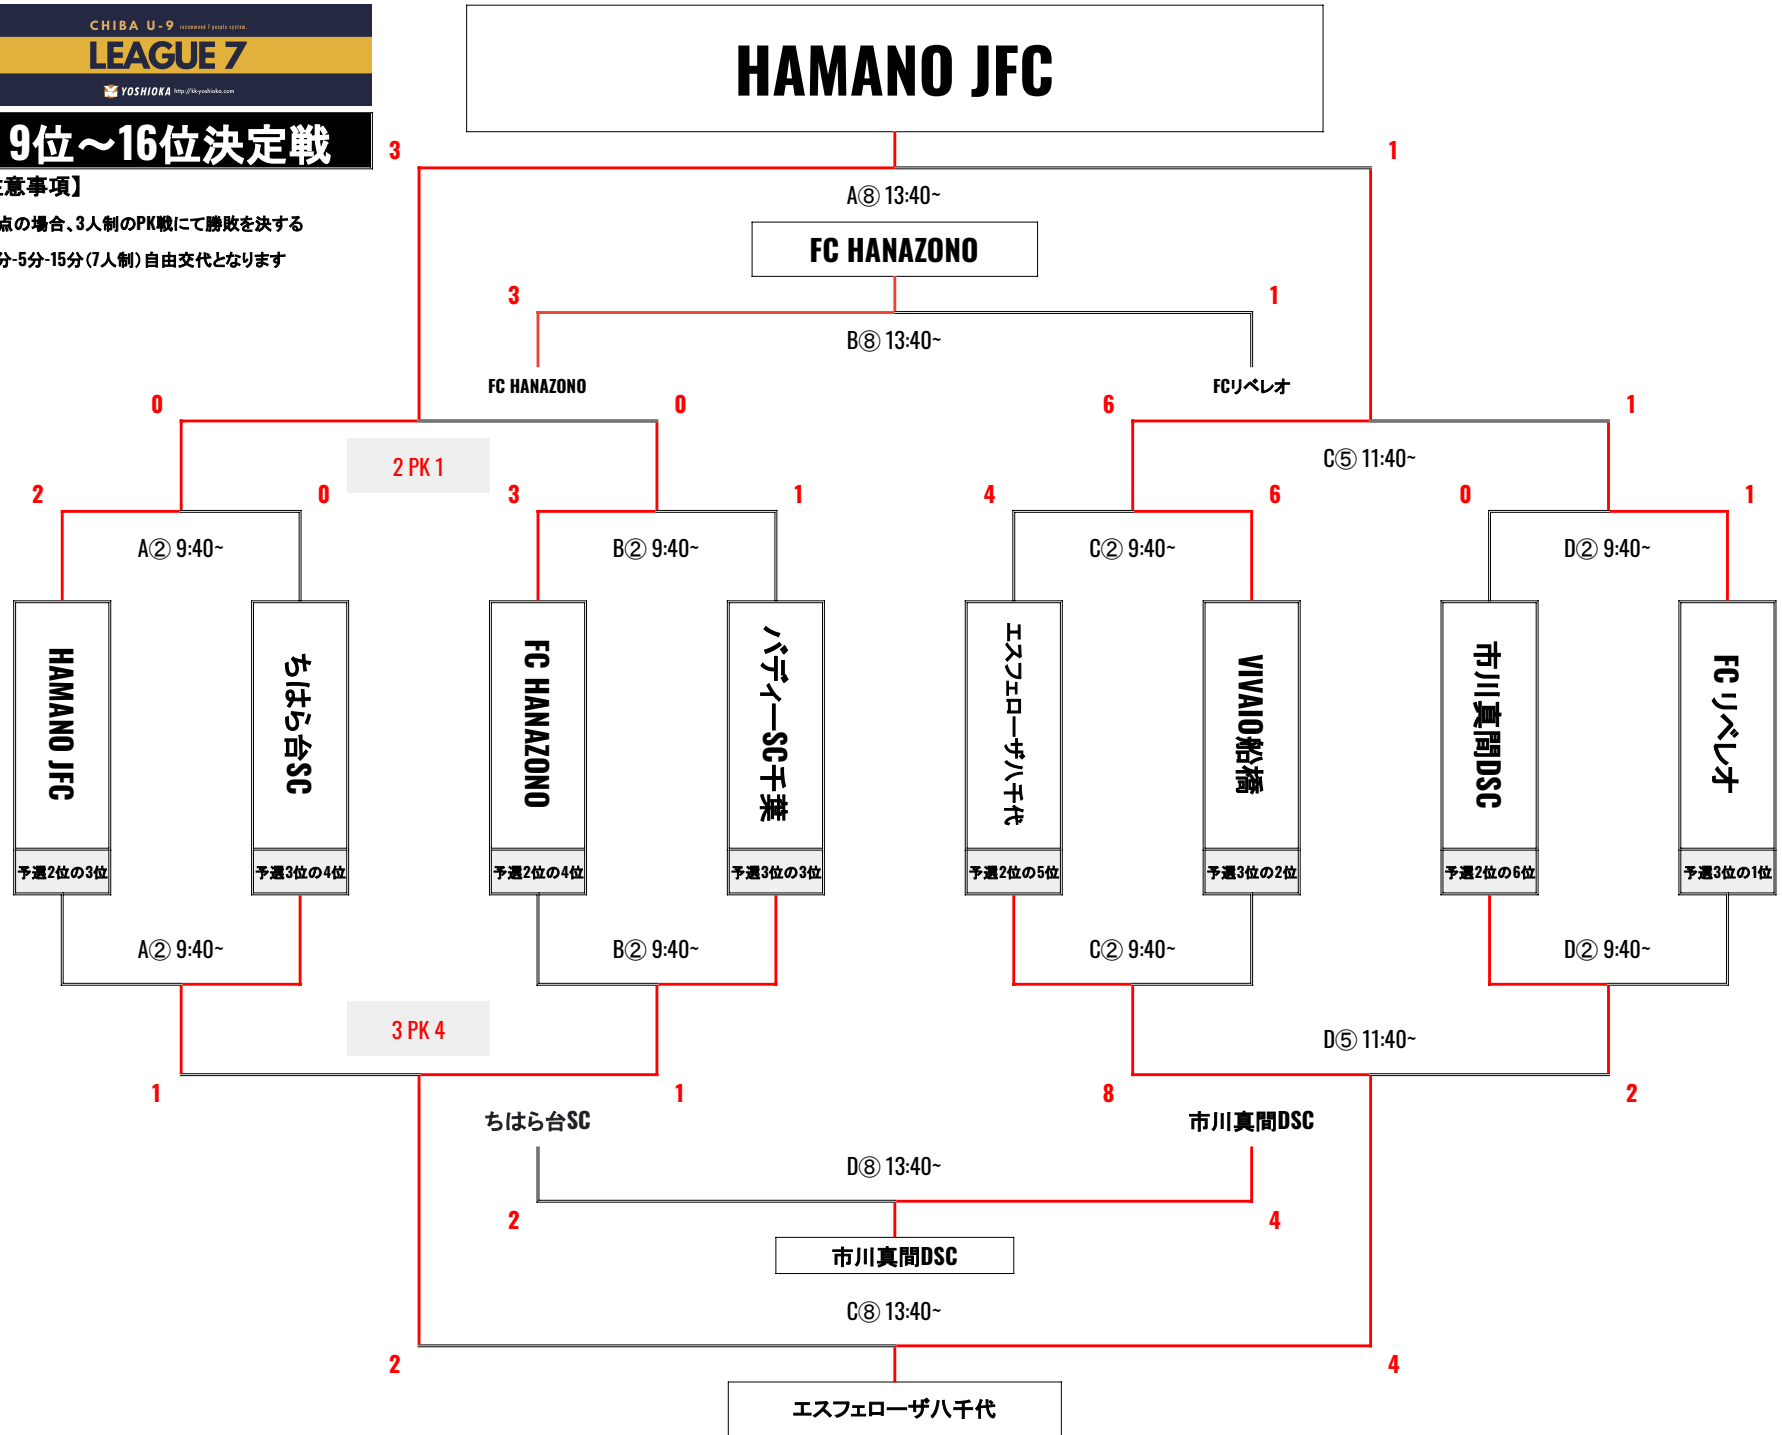 CHIBA U-9 recommend 7 people system.
LEAGUE 7
YOSHIOKA http://kk-yoshioka.com
HAMANO JFC
9位～16位決定戦
3
1
意事項】
A⑧ 13:40~
点の場合、3人制のPK戦にて勝敗を決する
FC HANAZONO
分-5分-15分（7人制）自由交代となります
3
1
B⑧ 13:40~
FC HANAZONO
FCリベレオ
0
0
6
1
2 PK 1
C⑤ 11:40~
2
0
3
1
4
6
0
1
A② 9:40~
B② 9:40~
C② 9:40~
D② 9:40~
HAMANO JFC
ちはら台SC
FC HANAZONO
バディーSC千葉
エスフェローザ八千代
VIVAIO船橋
市川真間DSC
FC リベレオ
予選2位の3位
予選3位の4位
予選2位の4位
予選3位の3位
予選2位の5位
予選3位の2位
予選2位の6位
予選3位の1位
A② 9:40~
B② 9:40~
C② 9:40~
D② 9:40~
3 PK 4
D⑤ 11:40~
1
1
8
2
ちはら台SC
市川真間DSC
D⑧ 13:40~
2
4
市川真間DSC
C⑧ 13:40~
2
4
エスフェローザ八千代